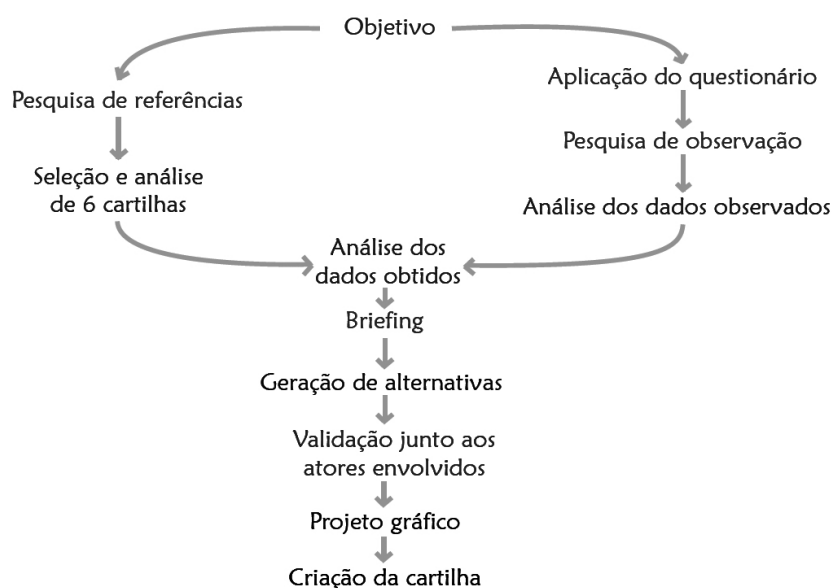 Objetivo
Pesquisa de referências
Seleção e análise
de 6 cartilhas
Aplicação do questionário
Pesquisa de observação
Análise dos dados observados
Análise dos
dados obtidos
Briefing
Geração de alternativas
Validação junto aos
atores envolvidos
Projeto gráfico
Criação da cartilha